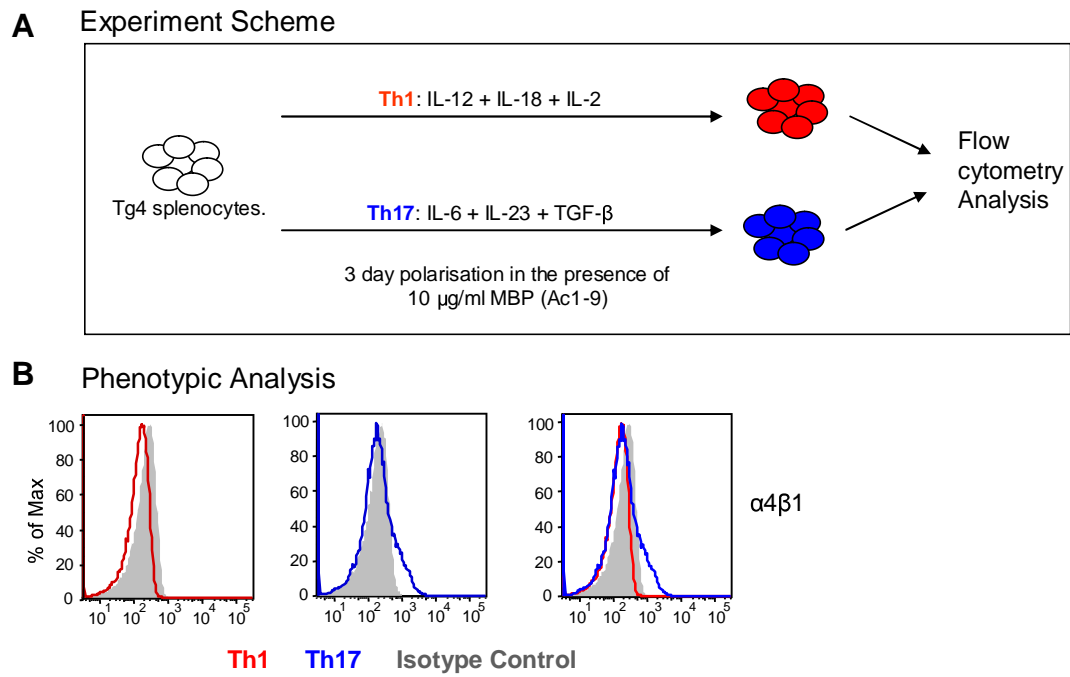 A Experiment Scheme
Th1: IL-12 + IL-18 + IL-2
Tg4 splenocytes.
Th17: IL-6 + IL-23 + TGF-β
3 day polarisation in the presence of
10 µg/ml MBP (Ac1-9)
Flow
cytometry
Analysis
B Phenotypic Analysis
% of Max
100
80
60
40
20
0
10¹ 10² 10³ 10⁴ 10⁵
100
80
60
40
20
0
10¹ 10² 10³ 10⁴ 10⁵
100
80
60
40
20
0
10¹ 10² 10³ 10⁴ 10⁵
α4β1
Th1 Th17 Isotype Control